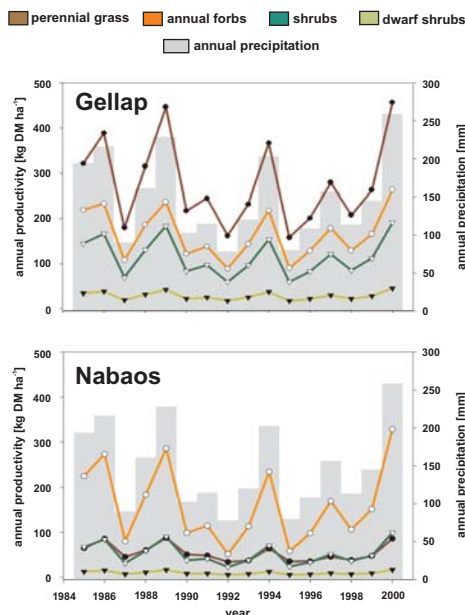 perennial grass annual forbs shrubs dwarf shrubs
annual precipitation
Gellap
annual productivity [kg DM ha⁻¹]
500
400
300
200
100
0
300
250
200
150
100
50
0
annual precipitation [mm]
Nabaos
annual productivity [kg DM ha⁻¹]
500
400
300
200
100
0
300
250
200
150
100
50
0
annual precipitation [mm]
1984 1986 1988 1990 1992 1994 1996 1998 2000
year